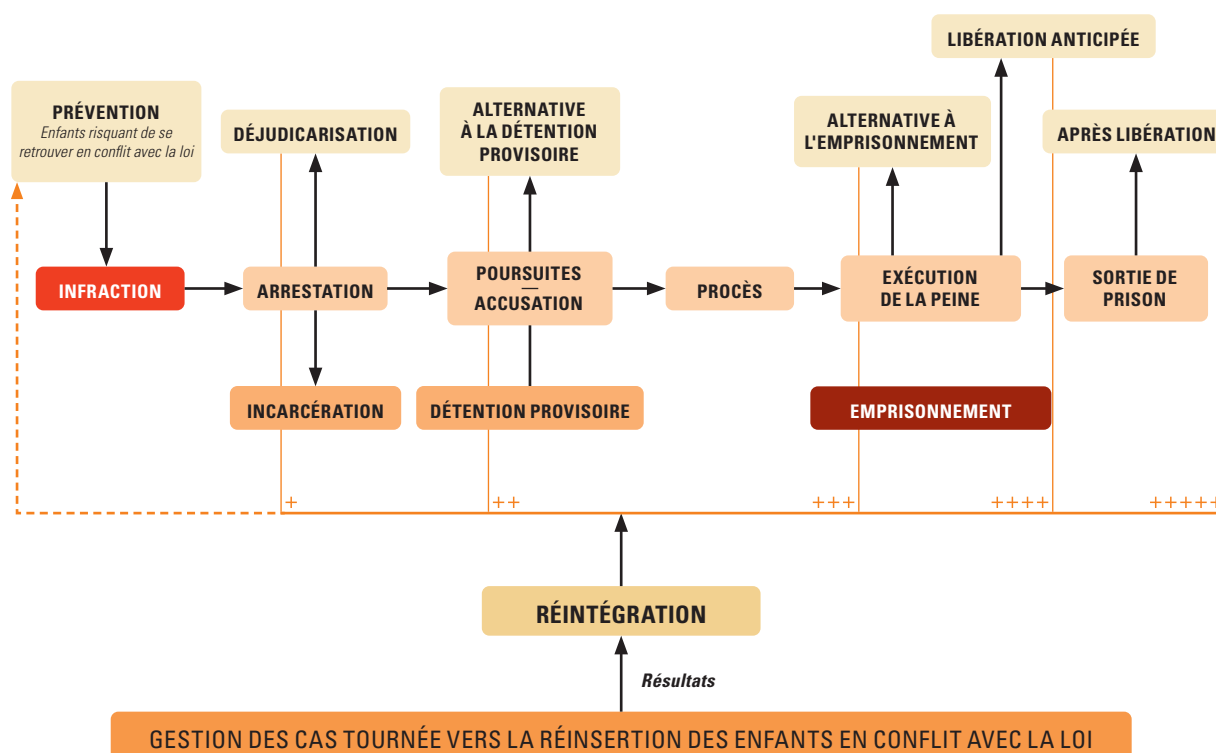 LIBÉRATION ANTICIPÉE
PRÉVENTION
Enfants risquant de se
retrouver en conflit avec la loi
DÉJUDICARISATION
ALTERNATIVE
À LA DÉTENTION
PROVISOIRE
ALTERNATIVE À
L'EMPRISONNEMENT
APRÈS LIBÉRATION
INFRACTION
ARRESTATION
POURSUITES
—
ACCUSATION
PROCÈS
EXÉCUTION
DE LA PEINE
SORTIE DE
PRISON
INCARCÉRATION
DÉTENTION PROVISOIRE
EMPRISONNEMENT
+
++
+++
++++
+++++
RÉINTÉGRATION
Résultats
GESTION DES CAS TOURNÉE VERS LA RÉINSERTION DES ENFANTS EN CONFLIT AVEC LA LOI